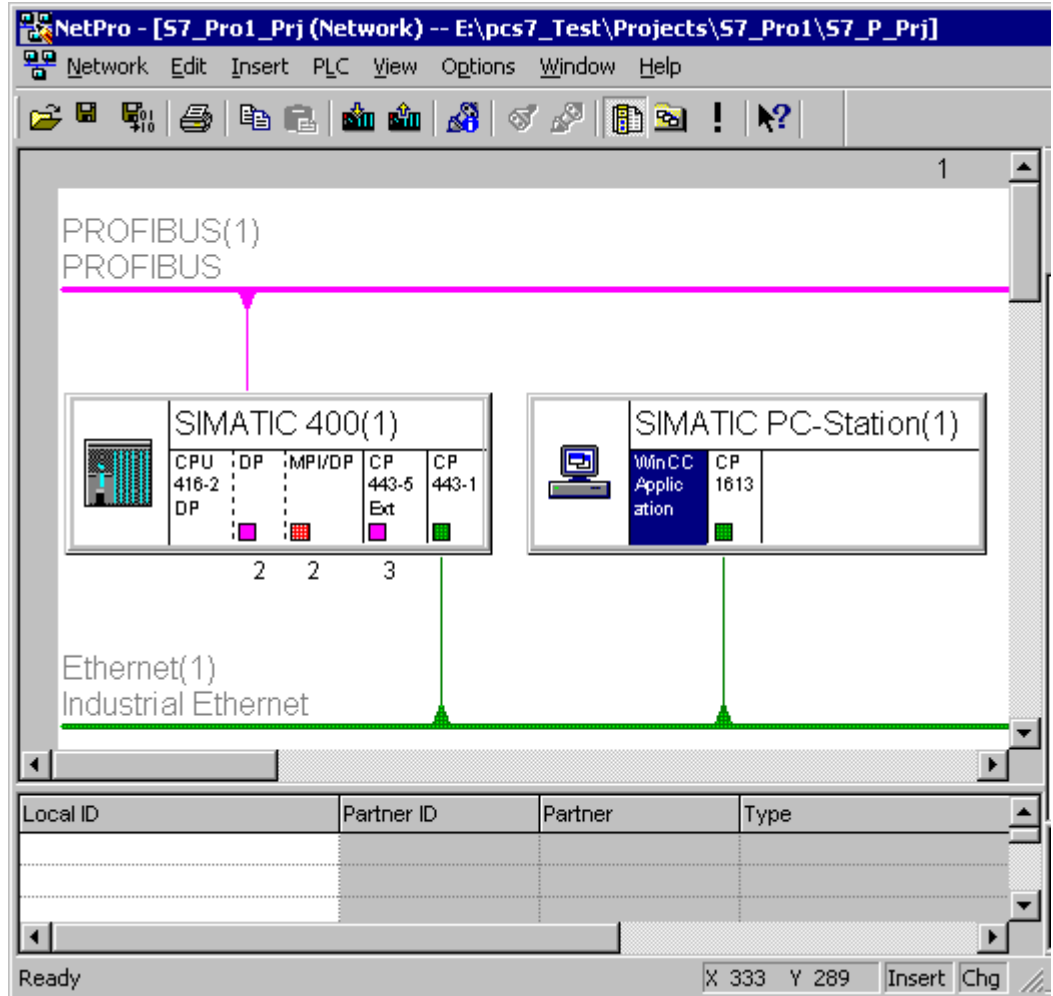 NetPro - [S7_Pro1_Prj (Network) -- E:\pcs7_Test\Projects\S7_Pro1\S7_P_Prj]
Network Edit Insert PLC View Options Window Help
1
PROFIBUS(1)
PROFIBUS
SIMATIC 400(1)
CPU 416-2 DP
DP
MPI/DP
CP 443-5 Ext
CP 443-1
2 2 3
SIMATIC PC-Station(1)
WinCC Applic ation
CP 1613
Ethernet(1)
Industrial Ethernet
Local ID Partner ID Partner Type
Ready X 333 Y 289 Insert Chg